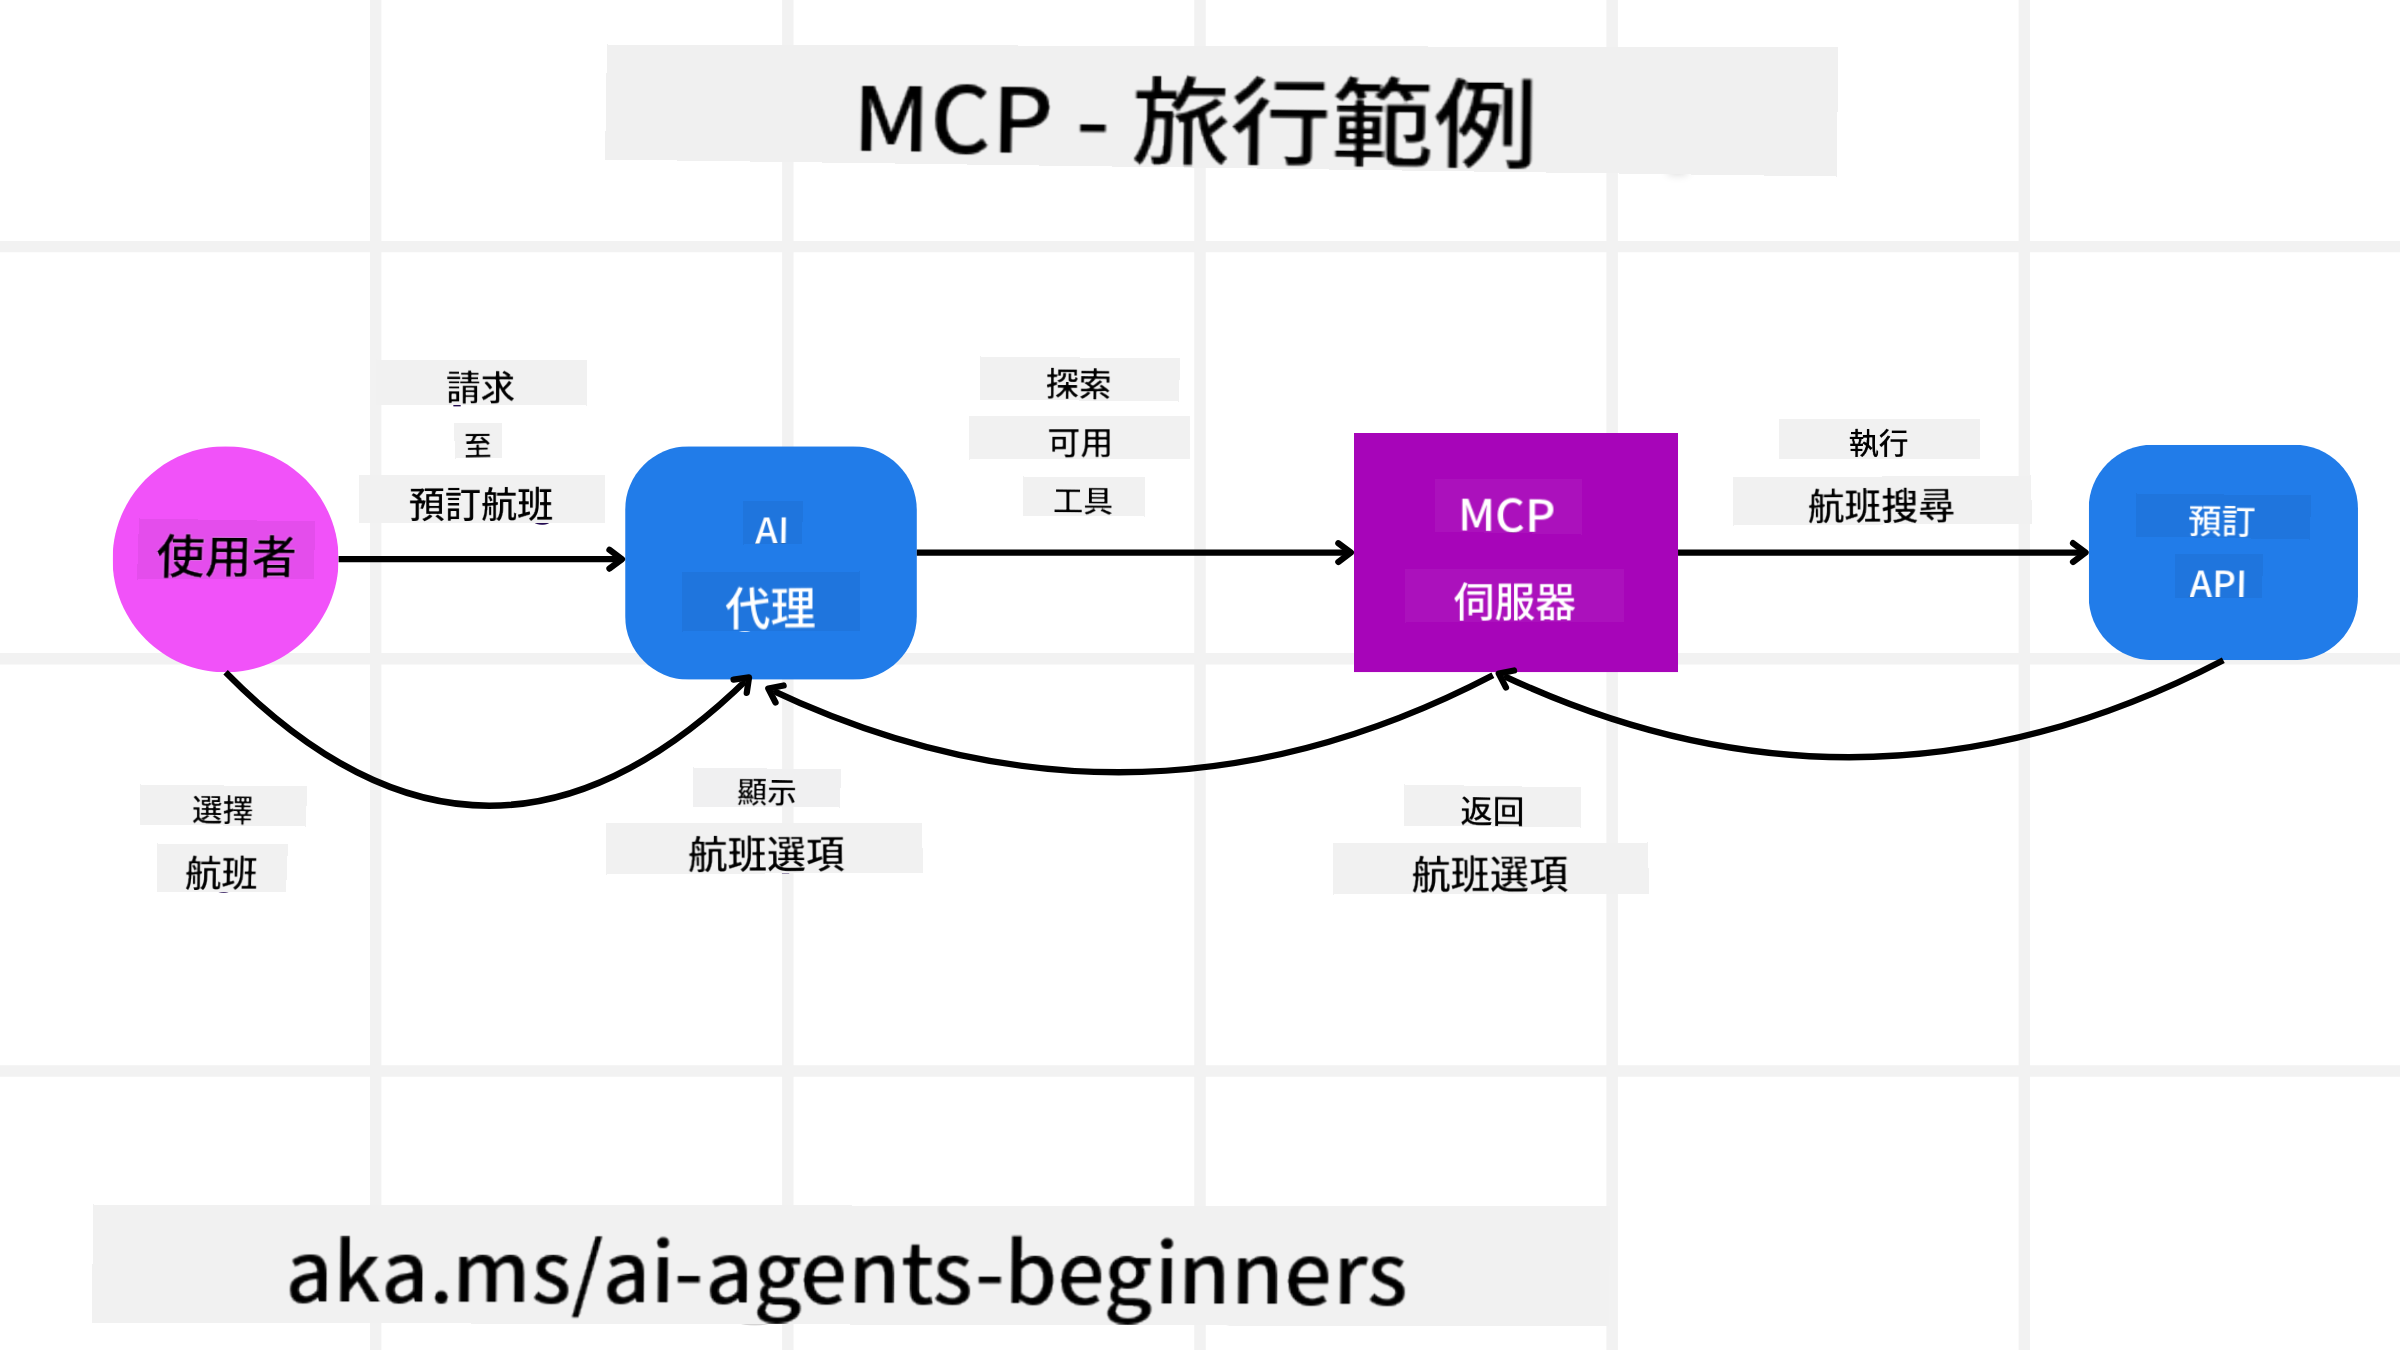 MCP - 旅行範例
請求
至
預訂航班
探索
可用
工具
執行
航班搜尋
使用者
AI
代理
MCP
伺服器
預訂
API
選擇
航班
顯示
航班選項
返回
航班選項
aka.ms/ai-agents-beginners